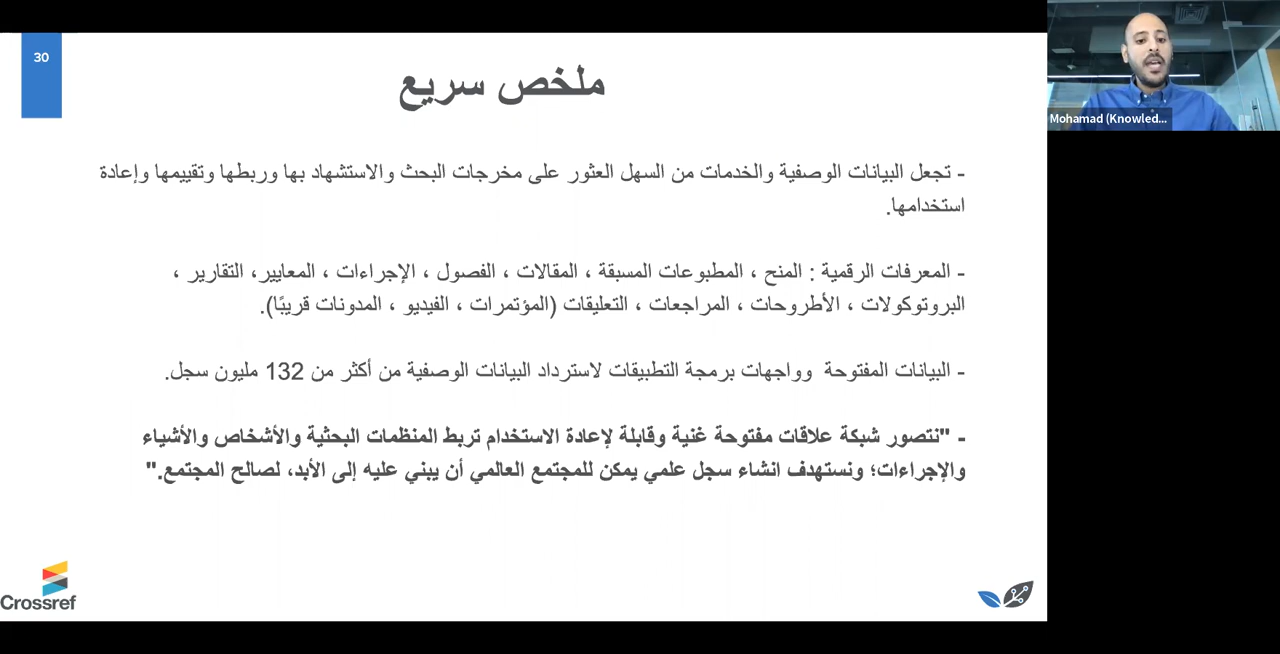 30
ملخص سريع
- تجعل البيانات الوصفية والخدمات من السهل العثور على مخرجات البحث والاستشهاد بها وربطها وتقييمها وإعادة
استخدامها.
- المعرفات الرقمية : المنح ، المطبوعات المسبقة ، المقالات ، الفصول ، الإجراءات ، المعايير، التقارير ،
البروتوكولات ، الأطروحات ، المراجعات ، التعليقات (المؤتمرات ، الفيديو ، المدونات قريبًا).
- البيانات المفتوحة وواجهات برمجة التطبيقات لاسترداد البيانات الوصفية من أكثر من 132 مليون سجل.
- "نتصور شبكة علاقات مفتوحة غنية وقابلة لإعادة الاستخدام تربط المنظمات البحثية والأشخاص والأشياء
والإجراءات؛ ونستهدف انشاء سجل علمي يمكن للمجتمع العالمي أن يبني عليه إلى الأبد، لصالح المجتمع."
Crossref
Mohamad (Knowled...